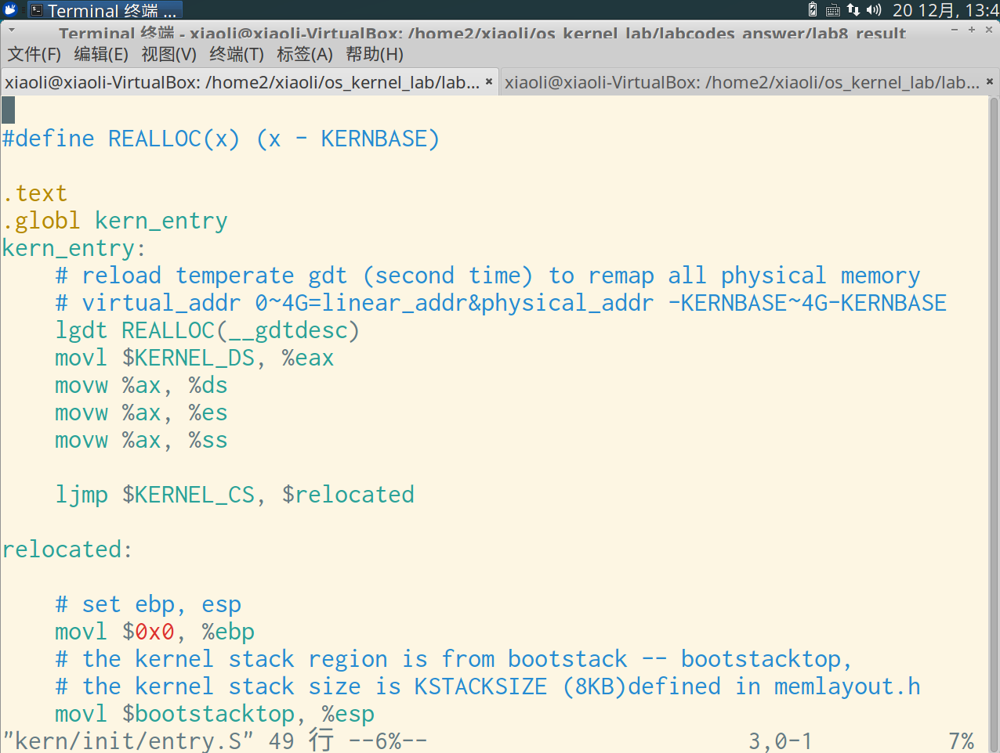 Terminal 终端 ...
20 12月, 13:4
Terminal 终端 - xiaoli@xiaoli-VirtualBox: /home2/xiaoli/os_kernel_lab/labcodes_answer/lab8_result
文件(F) 编辑(E) 视图(V) 终端(T) 标签(A) 帮助(H)
xiaoli@xiaoli-VirtualBox: /home2/xiaoli/os_kernel_lab/lab... × xiaoli@xiaoli-VirtualBox: /home2/xiaoli/os_kernel_lab/lab... ×
#define REALLOC(x) (x - KERNBASE)
.text
.globl kern_entry
kern_entry:
# reload temperate gdt (second time) to remap all physical memory
# virtual_addr 0~4G=linear_addr&physical_addr -KERNBASE~4G-KERNBASE
lgdt REALLOC(__gdtdesc)
movl $KERNEL_DS, %eax
movw %ax, %ds
movw %ax, %es
movw %ax, %ss
ljmp $KERNEL_CS, $relocated
relocated:
# set ebp, esp
movl $0x0, %ebp
# the kernel stack region is from bootstack -- bootstacktop,
# the kernel stack size is KSTACKSIZE (8KB)defined in memlayout.h
movl $bootstacktop, %esp
"kern/init/entry.S" 49 行 --6%-- 3,0-1 7%